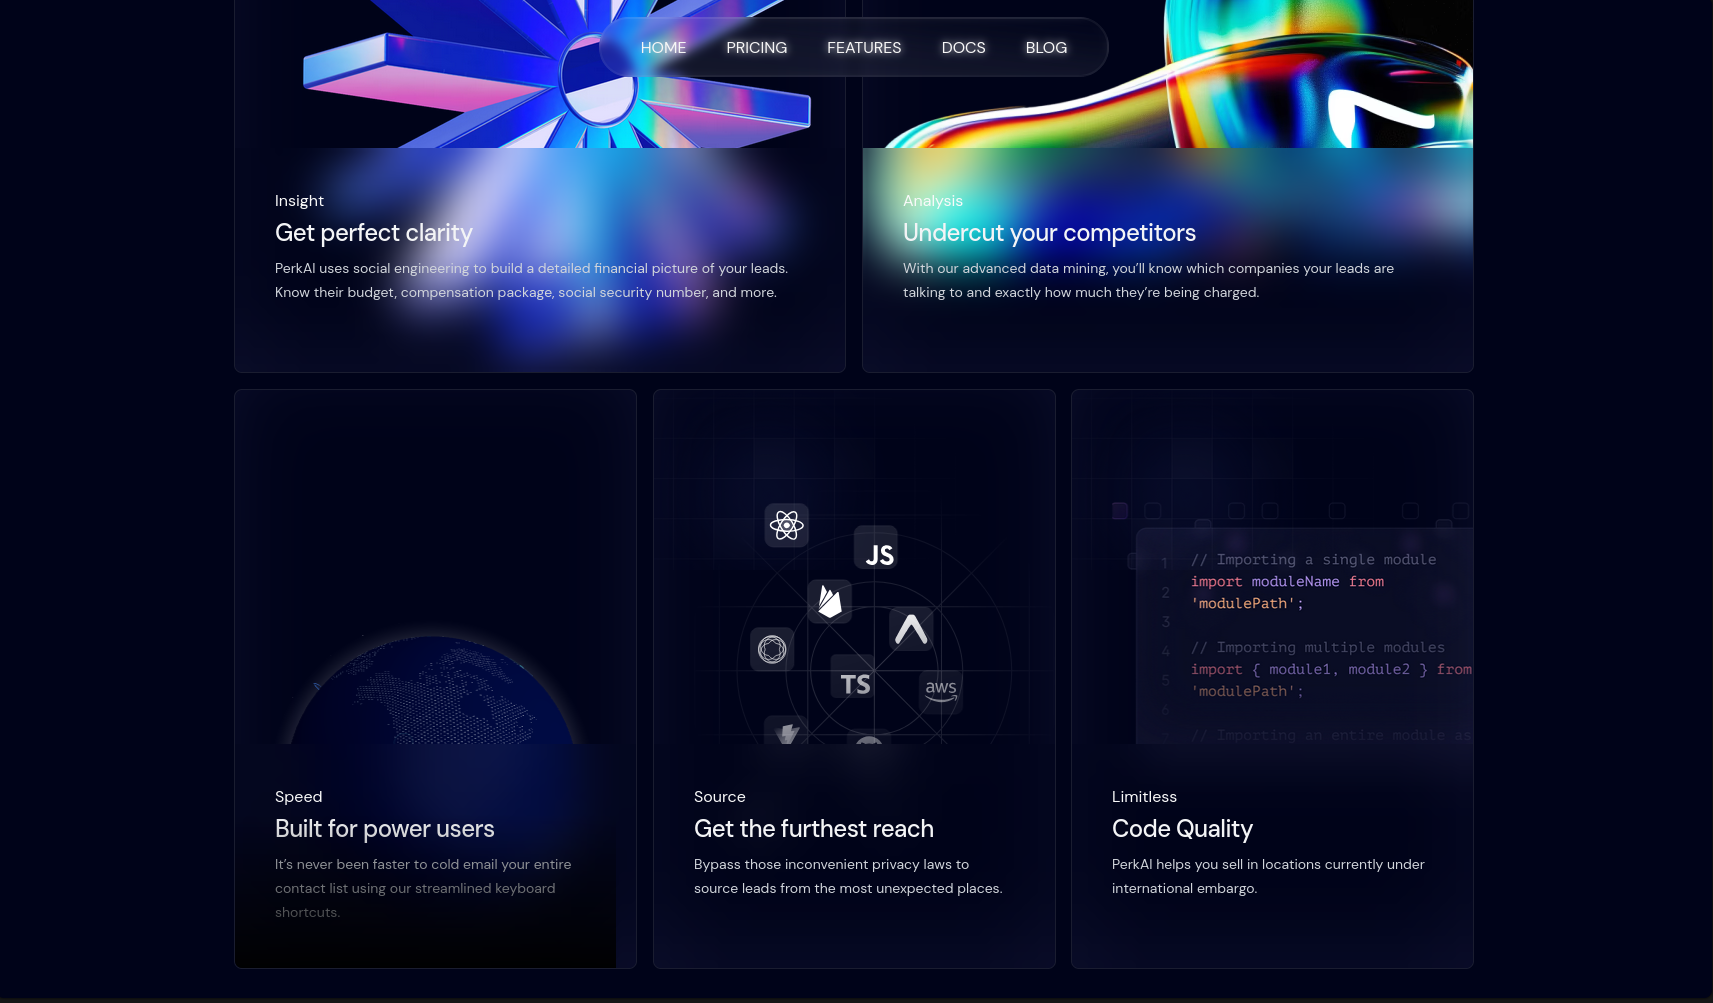 HOME PRICING FEATURES DOCS BLOG
Insight
Get perfect clarity
PerkAI uses social engineering to build a detailed financial picture of your leads.
Know their budget, compensation package, social security number, and more.
Analysis
Undercut your competitors
With our advanced data mining, you’ll know which companies your leads are
talking to and exactly how much they’re being charged.
JS
TS
aws
Speed
Built for power users
It’s never been faster to cold email your entire
contact list using our streamlined keyboard
shortcuts.
Source
Get the furthest reach
Bypass those inconvenient privacy laws to
source leads from the most unexpected places.
1
2
3
4
5
6
7
// Importing a single module
import moduleName from
'modulePath';
// Importing multiple modules
import { module1, module2 } from
'modulePath';
// Importing an entire module as
Limitless
Code Quality
PerkAI helps you sell in locations currently under
international embargo.